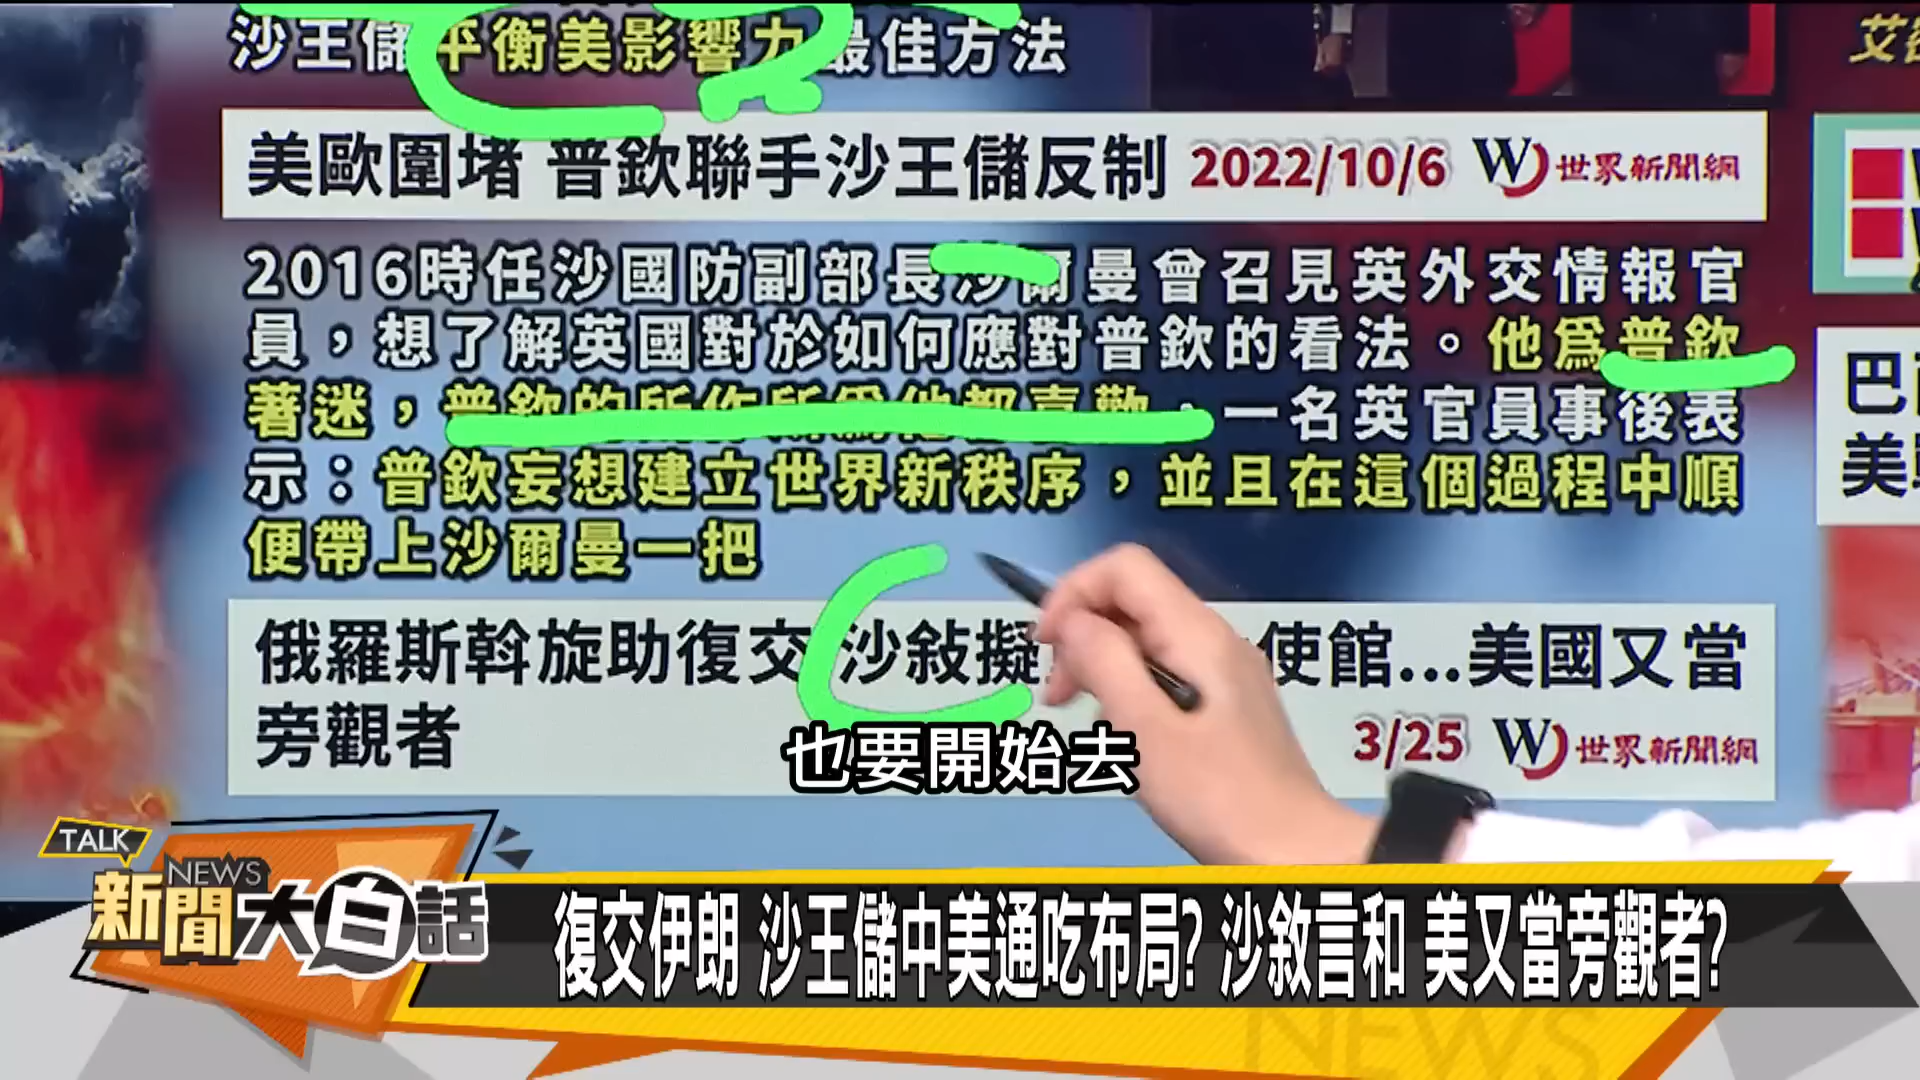 沙王儲平衡美影響力最佳方法
美歐圍堵 普欽聯手沙王儲反制 2022/10/6 世界新聞網
2016時任沙國防副部長沙爾曼曾召見英外交情報官
員，想了解英國對於如何應對普欽的看法。他為普欽
著迷，普欽的所作所為他都喜歡。一名英官員事後表
示：普欽妄想建立世界新秩序，並且在這個過程中順
便帶上沙爾曼一把
俄羅斯斡旋助復交 沙敍擬 使館...美國又當
旁觀者
3/25 世界新聞網
艾
巴
美
也要開始去
TALK
NEWS
新聞大白話
復交伊朗 沙王儲中美通吃布局? 沙敘言和 美又當旁觀者?
NEWS